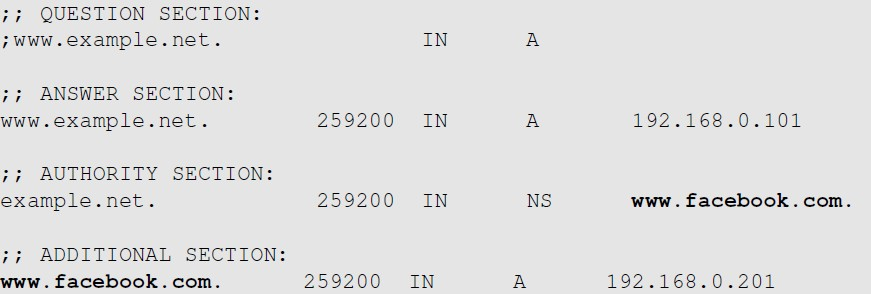 ;; QUESTION SECTION:
;www.example.net. IN A
;; ANSWER SECTION:
www.example.net. 259200 IN A 192.168.0.101
;; AUTHORITY SECTION:
example.net. 259200 IN NS www.facebook.com.
;; ADDITIONAL SECTION:
www.facebook.com. 259200 IN A 192.168.0.201